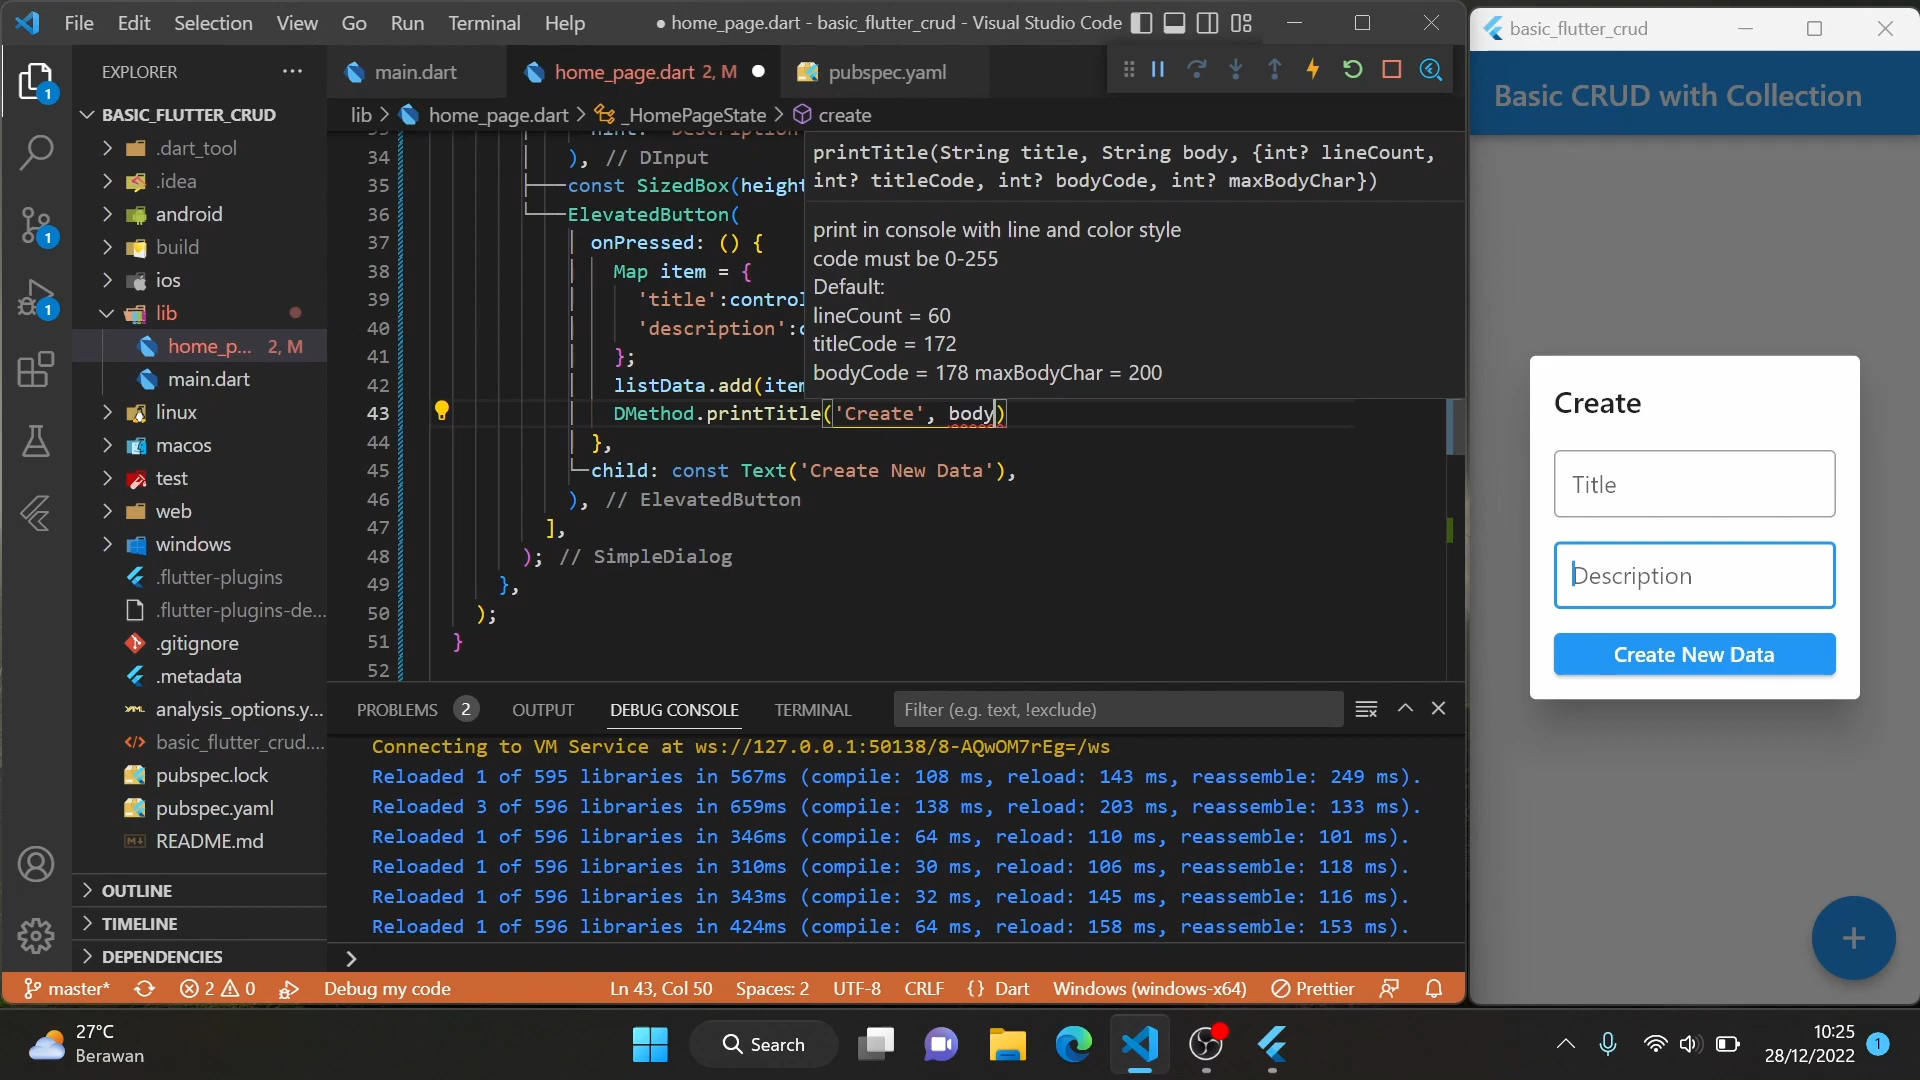 File Edit Selection View Go Run Terminal Help
● home_page.dart - basic_flutter_crud - Visual Studio Code
EXPLORER
BASIC_FLUTTER_CRUD
.dart_tool
.idea
android
build
ios
lib
home_p... 2, M
main.dart
linux
macos
test
web
windows
.flutter-plugins
.flutter-plugins-de...
.gitignore
.metadata
analysis_options.y...
basic_flutter_crud....
pubspec.lock
pubspec.yaml
README.md
OUTLINE
TIMELINE
DEPENDENCIES
1
1
1
main.dart
home_page.dart 2, M
pubspec.yaml
lib > home_page.dart > _HomePageState > create
34 ), // DInput
35 const SizedBox(height
36 ElevatedButton(
37 onPressed: () {
38 Map item = {
39 'title':control
40 'description':c
41 };
42 listData.add(item
43 DMethod.printTitle('Create', body)
44 },
45 child: const Text('Create New Data'),
46 ), // ElevatedButton
47 ],
48 ); // SimpleDialog
49 },
50 );
51 }
52
printTitle(String title, String body, {int? lineCount,
int? titleCode, int? bodyCode, int? maxBodyChar})
print in console with line and color style
code must be 0-255
Default:
lineCount = 60
titleCode = 172
bodyCode = 178 maxBodyChar = 200
PROBLEMS 2 OUTPUT DEBUG CONSOLE TERMINAL Filter (e.g. text, !exclude)
Connecting to VM Service at ws://127.0.0.1:50138/8-AQwOM7rEg=/ws
Reloaded 1 of 595 libraries in 567ms (compile: 108 ms, reload: 143 ms, reassemble: 249 ms).
Reloaded 3 of 596 libraries in 659ms (compile: 138 ms, reload: 203 ms, reassemble: 133 ms).
Reloaded 1 of 596 libraries in 346ms (compile: 64 ms, reload: 110 ms, reassemble: 101 ms).
Reloaded 1 of 596 libraries in 310ms (compile: 30 ms, reload: 106 ms, reassemble: 118 ms).
Reloaded 1 of 596 libraries in 343ms (compile: 32 ms, reload: 145 ms, reassemble: 116 ms).
Reloaded 1 of 596 libraries in 424ms (compile: 64 ms, reload: 158 ms, reassemble: 153 ms).
master* 2 0 Debug my code Ln 43, Col 50 Spaces: 2 UTF-8 CRLF {} Dart Windows (windows-x64) Prettier
basic_flutter_crud
Basic CRUD with Collection
Create
Title
Description
Create New Data
+
27°C
Berawan
Search
10:25
28/12/2022
1